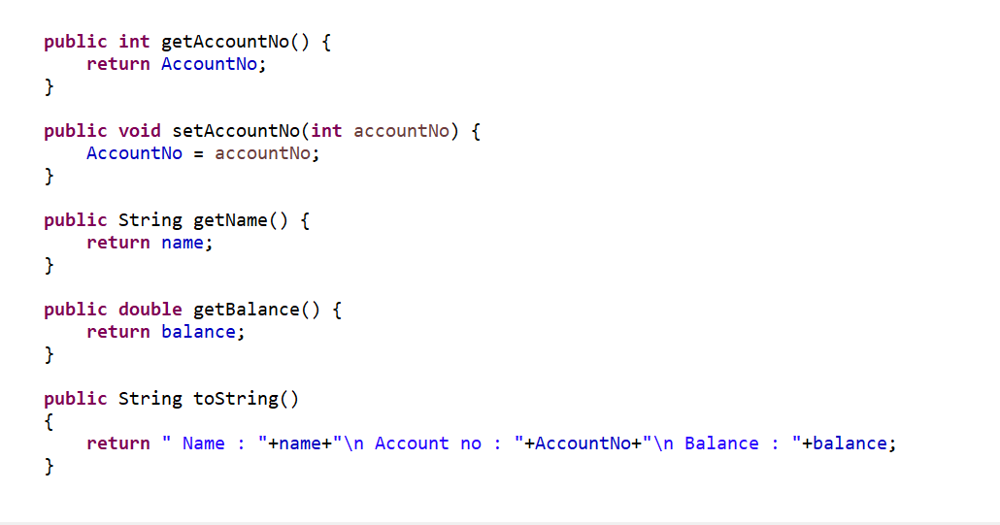 public int getAccountNo() {
return AccountNo;
}
public void setAccountNo(int accountNo) {
AccountNo = accountNo;
}
public String getName() {
return name;
}
public double getBalance() {
return balance;
}
public String toString()
{
return " Name : "+name+"\n Account no : "+AccountNo+"\n Balance : "+balance;
}